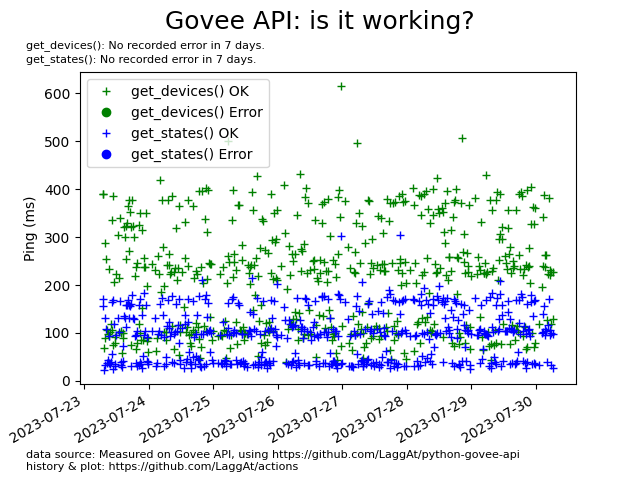 Govee API: is it working?
get_devices(): No recorded error in 7 days.
get_states(): No recorded error in 7 days.
get_devices() OK
get_devices() Error
get_states() OK
get_states() Error
600
500
400
300
200
100
0
Ping (ms)
2023-07-23
2023-07-24
2023-07-25
2023-07-26
2023-07-27
2023-07-28
2023-07-29
2023-07-30
data source: Measured on Govee API, using https://github.com/LaggAt/python-govee-api
history & plot: https://github.com/LaggAt/actions